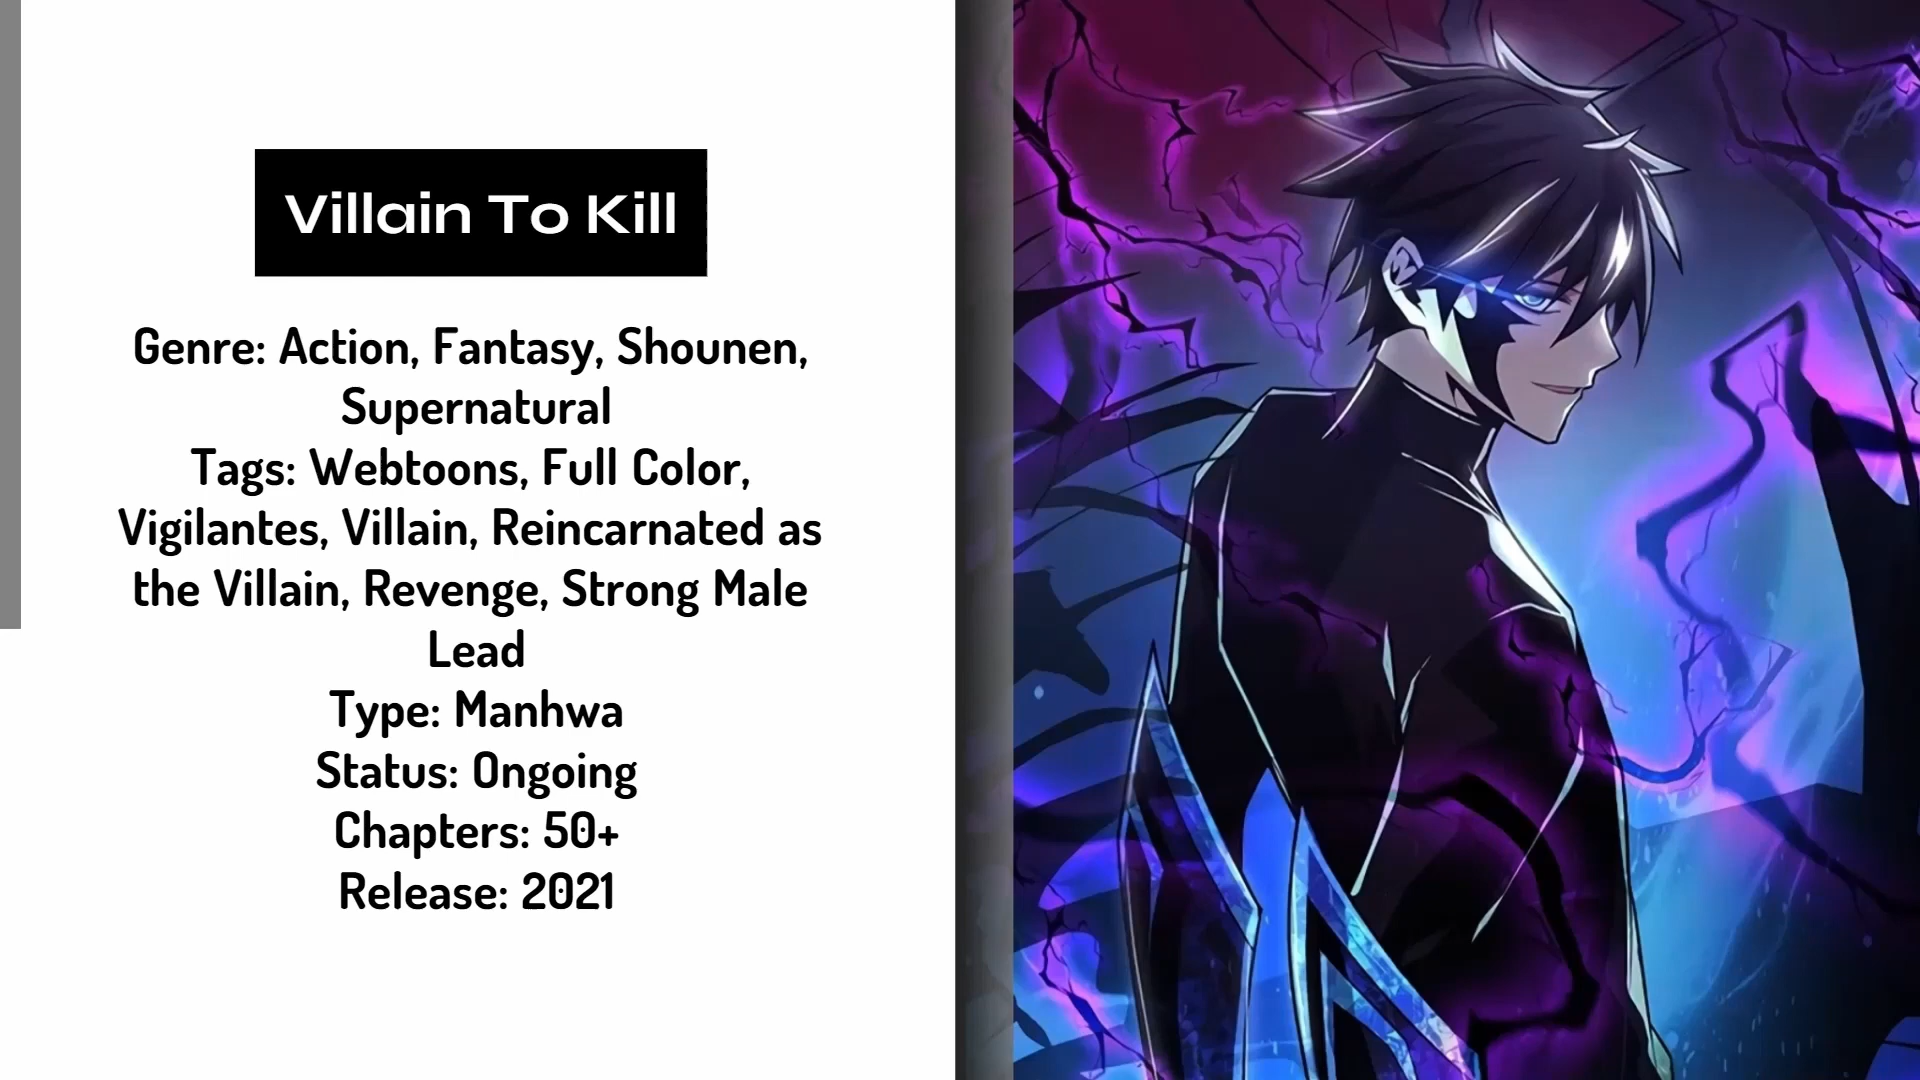 Villain To Kill
Genre: Action, Fantasy, Shounen,
Supernatural
Tags: Webtoons, Full Color,
Vigilantes, Villain, Reincarnated as
the Villain, Revenge, Strong Male
Lead
Type: Manhwa
Status: Ongoing
Chapters: 50+
Release: 2021